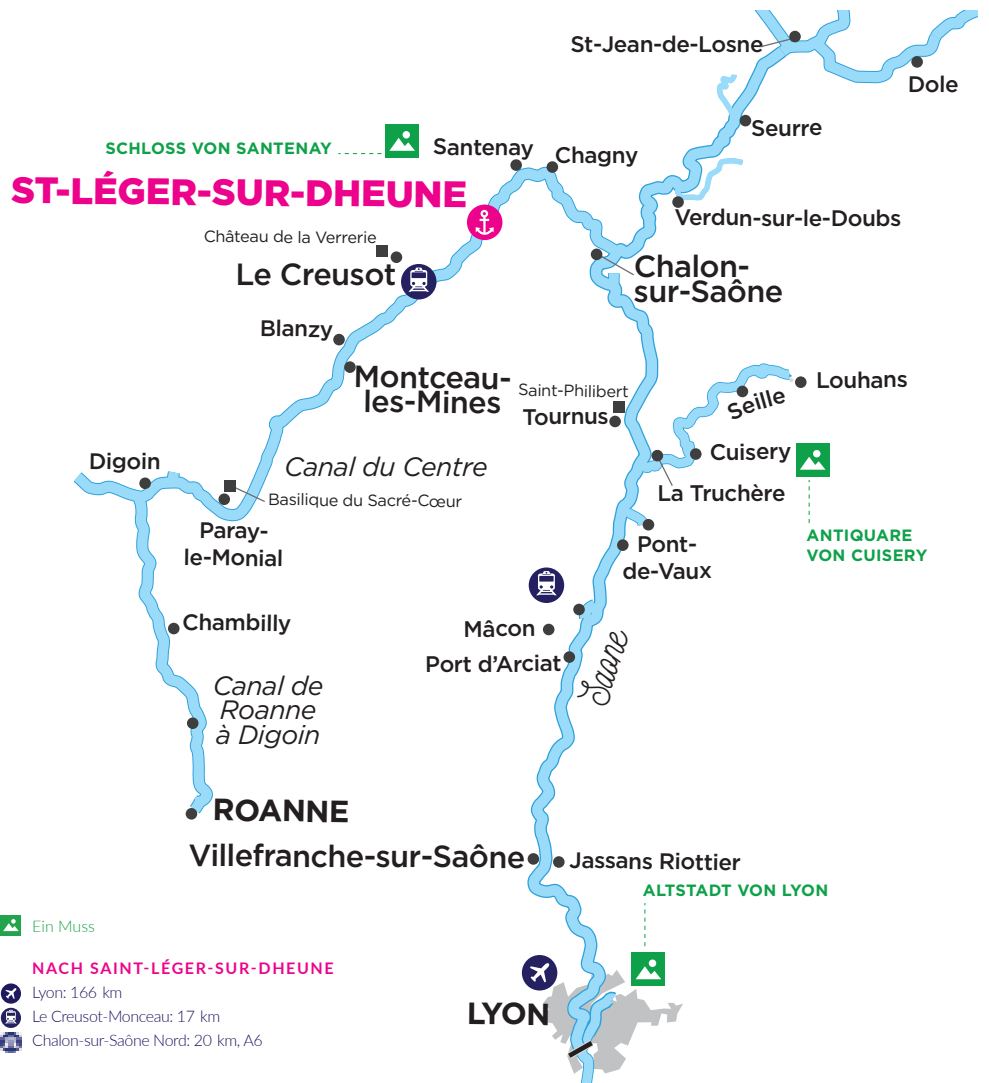 St-Jean-de-Losne
Dole
Seurre
SCHLOSS VON SANTENAY
Santenay
Chagny
ST-LÉGER-SUR-DHEUNE
Verdun-sur-le-Doubs
Château de la Verrerie
Le Creusot
Chalon-
sur-Saône
Blanzy
Montceau-
les-Mines
Saint-Philibert
Tournus
Louhans
Seille
Digoin
Canal du Centre
Cuisery
Basilique du Sacré-Cœur
La Truchère
Paray-
le-Monial
ANTIQUARE
VON CUISERY
Pont-
de-Vaux
Chambilly
Mâcon
Port d'Arciat
Saone
Canal de
Roanne
à Digoin
ROANNE
Villefranche-sur-Saône
Jassans Riottier
ALTSTADT VON LYON
LYON
Ein Muss
NACH SAINT-LÉGER-SUR-DHEUNE
Lyon: 166 km
Le Creusot-Monceau: 17 km
Chalon-sur-Saône Nord: 20 km, A6